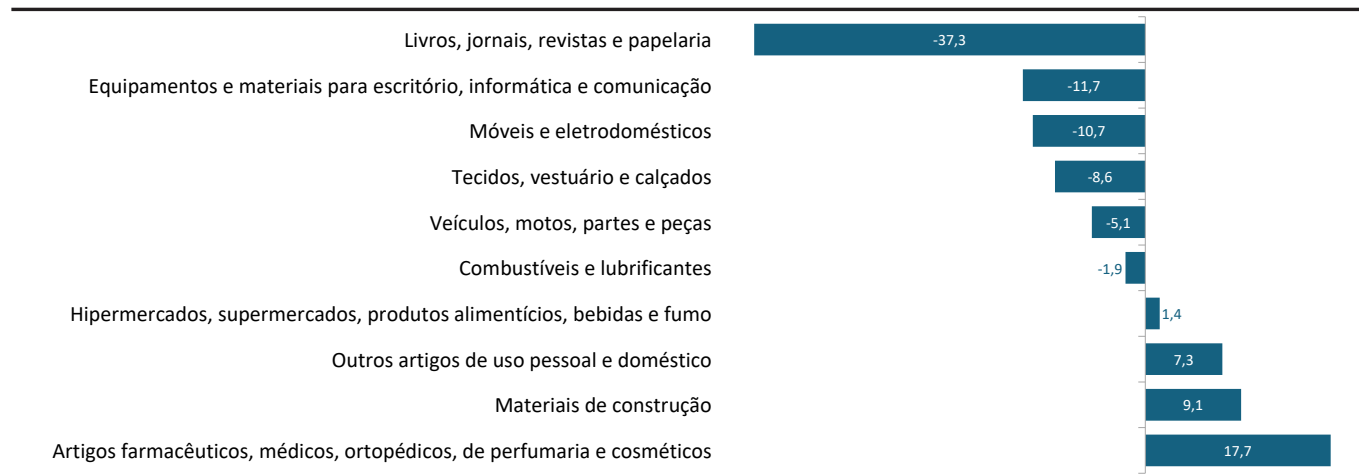 Livros, jornais, revistas e papelaria -37,3
Equipamentos e materiais para escritório, informática e comunicação -11,7
Móveis e eletrodomésticos -10,7
Tecidos, vestuário e calçados -8,6
Veículos, motos, partes e peças -5,1
Combustíveis e lubrificantes -1,9
Hipermercados, supermercados, produtos alimentícios, bebidas e fumo 1,4
Outros artigos de uso pessoal e doméstico 7,3
Materiais de construção 9,1
Artigos farmacêuticos, médicos, ortopédicos, de perfumaria e cosméticos 17,7